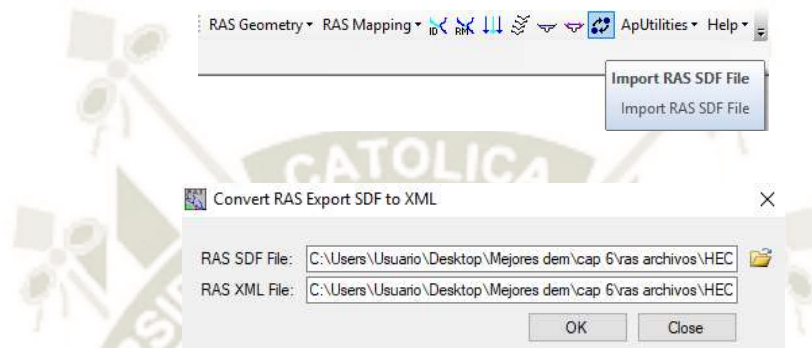 RAS Geometry RAS Mapping ID RM ApUtilities Help
Import RAS SDF File
Import RAS SDF File
CATOLICA
Convert RAS Export SDF to XML
RAS SDF File: C:\Users\Usuario\Desktop\Mejores dem\cap 6\ras archivos\HEC
RAS XML File: C:\Users\Usuario\Desktop\Mejores dem\cap 6\ras archivos\HEC
OK Close